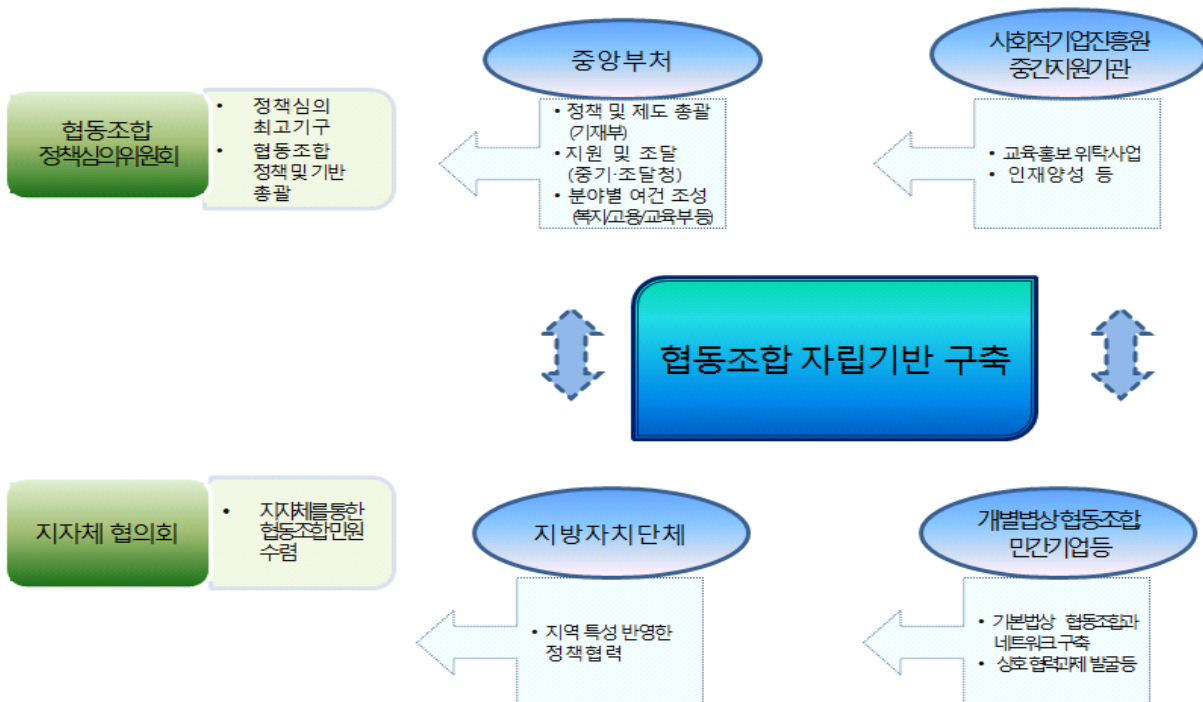 협동조합
정책심의위원회
• 정책심의
최고기구
• 협동조합
정책 및 기반
총괄
중앙부처
• 정책 및 제도 총괄
(기재부)
• 지원 및 조달
(중기·조달청)
• 분야별 여건 조성
(복지/고용/교육부등)
사회적기업진흥원·
중간지원기관
• 교육·홍보 위탁사업
• 인재양성 등
협동조합 자립기반 구축
지자체 협의회
• 지자체를 통한
협동조합 민원
수렴
지방자치단체
• 지역 특성 반영한
정책협력
개별법상 협동조합,
민간기업 등
• 기본법상 협동조합과
네트워크 구축
• 상호 협력과제 발굴 등